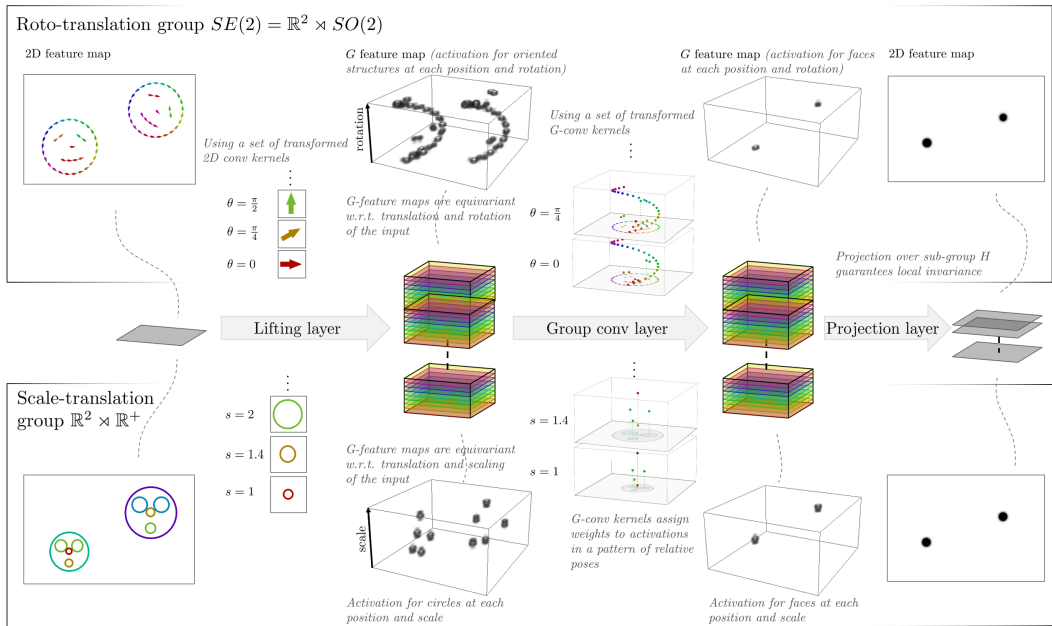 Roto-translation group SE(2) = ℝ² ⋊ SO(2)
2D feature map
G feature map (activation for oriented
structures at each position and rotation)
G feature map (activation for faces
at each position and rotation)
2D feature map
rotation
Using a set of transformed
2D conv kernels
⋮
θ = π/2
θ = π/4
θ = 0
G-feature maps are equivariant
w.r.t. translation and rotation
of the input
Using a set of transformed
G-conv kernels
⋮
θ = π/4
θ = 0
Projection over sub-group H
guarantees local invariance
Lifting layer
Group conv layer
Projection layer
Scale-translation
group ℝ² ⋊ ℝ⁺
⋮
s = 2
s = 1.4
s = 1
G-feature maps are equivariant
w.r.t. translation and scaling
of the input
scale
Activation for circles at each
position and scale
⋮
s = 1.4
s = 1
G-conv kernels assign
weights to activations
in a pattern of relative
poses
Activation for faces at each
position and scale